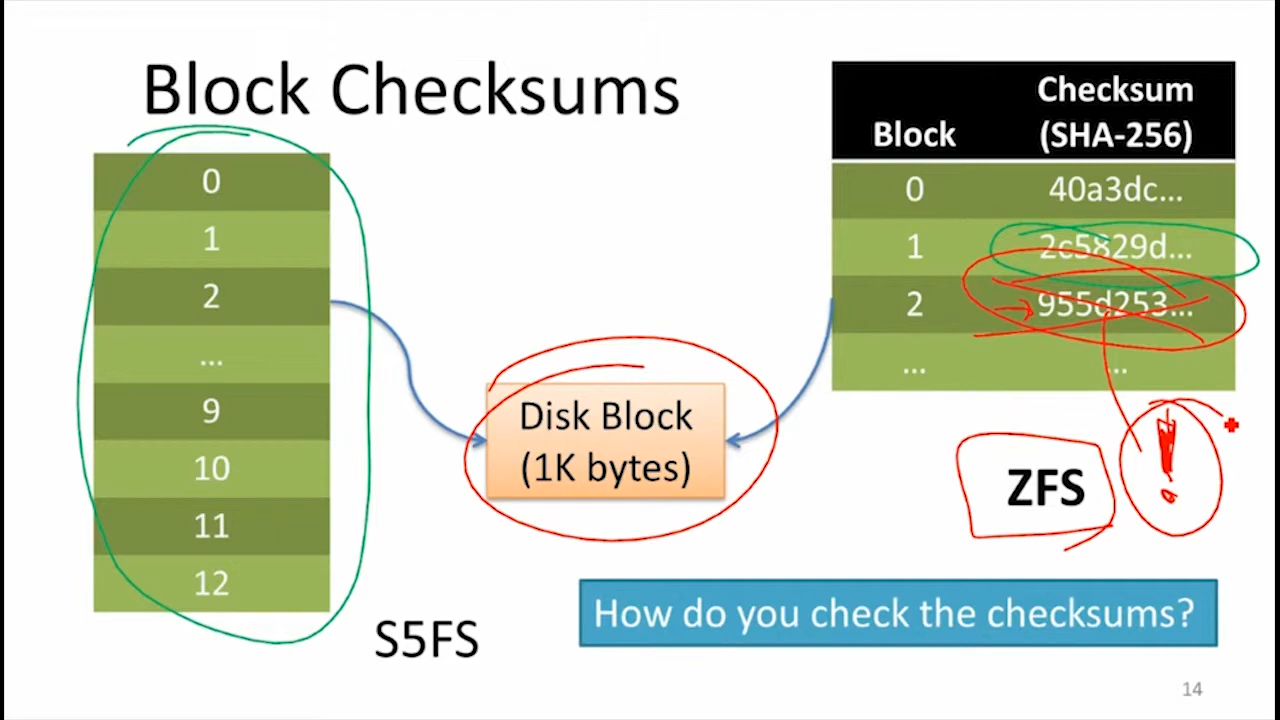 Block Checksums
0
1
2
...
9
10
11
12
S5FS
Disk Block
(1K bytes)
Block Checksum (SHA-256)
0 40a3dc...
1 2c5829d...
2 955d253...
... ..
ZFS !
How do you check the checksums?
14